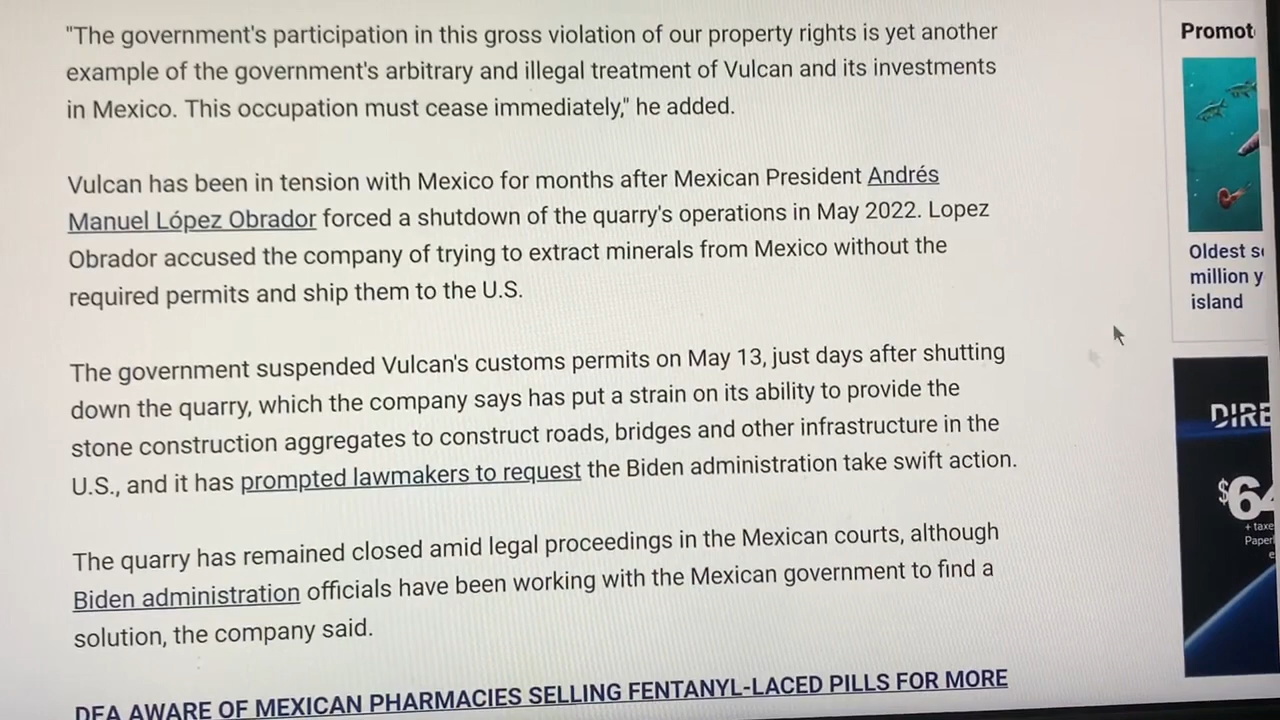 "The government's participation in this gross violation of our property rights is yet another
example of the government's arbitrary and illegal treatment of Vulcan and its investments
in Mexico. This occupation must cease immediately," he added.
Vulcan has been in tension with Mexico for months after Mexican President Andrés
Manuel López Obrador forced a shutdown of the quarry's operations in May 2022. Lopez
Obrador accused the company of trying to extract minerals from Mexico without the
required permits and ship them to the U.S.
The government suspended Vulcan's customs permits on May 13, just days after shutting
down the quarry, which the company says has put a strain on its ability to provide the
stone construction aggregates to construct roads, bridges and other infrastructure in the
U.S., and it has prompted lawmakers to request the Biden administration take swift action.
The quarry has remained closed amid legal proceedings in the Mexican courts, although
Biden administration officials have been working with the Mexican government to find a
solution, the company said.
DEA AWARE OF MEXICAN PHARMACIES SELLING FENTANYL-LACED PILLS FOR MORE
Promot
Oldest s
million y
island
DIRE
$64
+ taxe
Paper
e